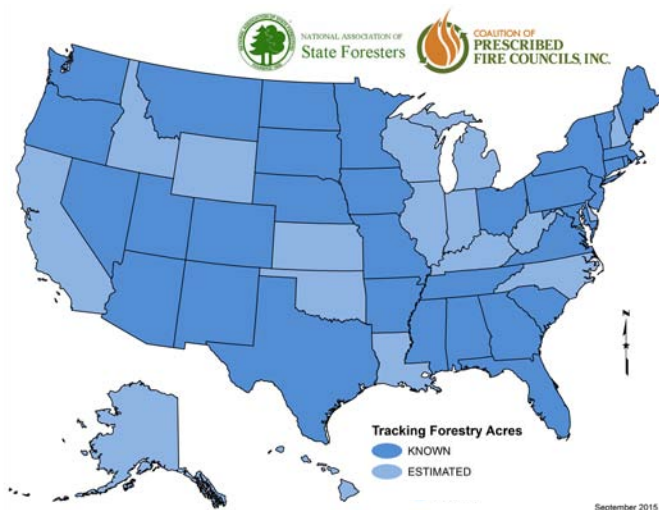 NATIONAL ASSOCIATION OF
State Foresters
COALITION OF
PRESCRIBED
FIRE COUNCILS, INC.
N
Tracking Forestry Acres
KNOWN
ESTIMATED
September 2015